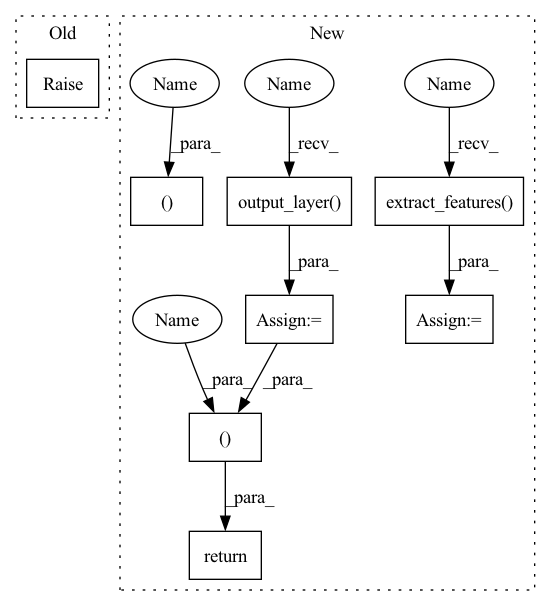 Old
New
Raise
Name
Name
Name
_para_
_recv_
_recv_
()
output_layer()
extract_features()
_para_
_para_
Name
Assign:=
Assign:=
_para_
_para_
()
_para_
return